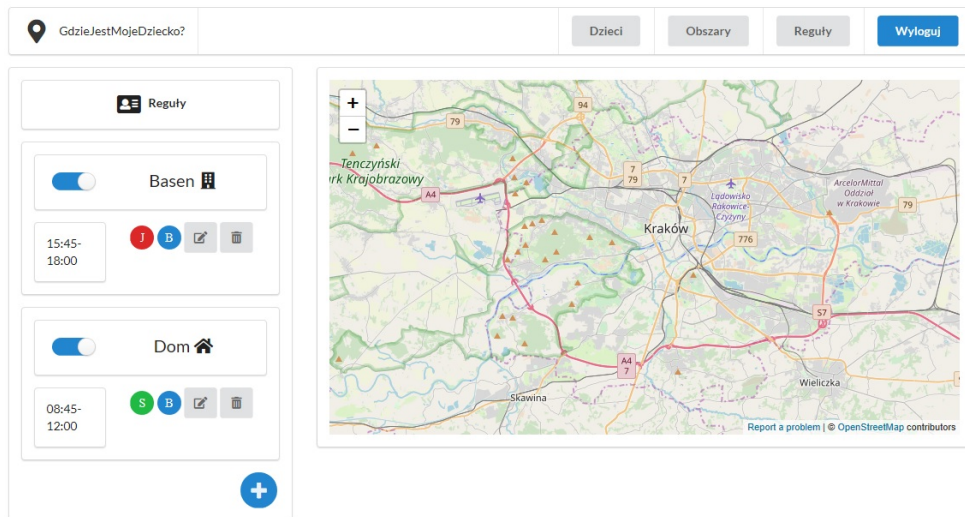 GdzieJestMojeDziecko?
Dzieci
Obszary
Reguły
Wyloguj
Reguły
Basen
15:45-
18:00
J B
Dom
08:45-
12:00
S B
+
−
94
79
Tenczyński
rk Krajobrazowy
A4
7
79
7
Lądowisko
Rakowice-
Czyżyny
ArcelorMittal
Oddział
w Krakowie
79
Kraków
776
S7
A4
7
Wieliczka
Skawina
Report a problem | © OpenStreetMap contributors